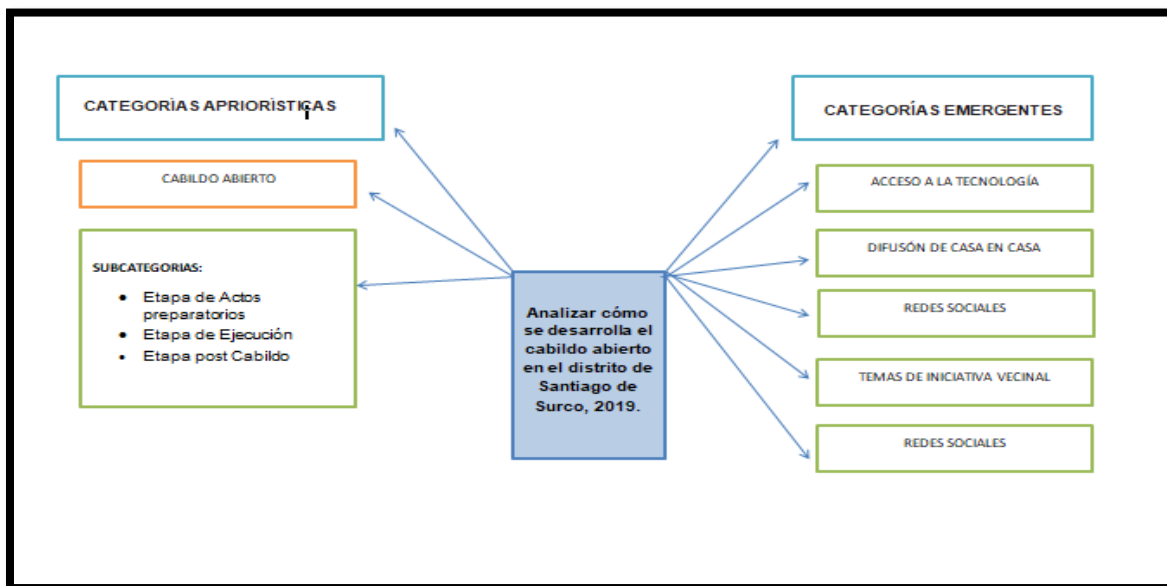 CATEGORÌAS APRIORÌSTICAS
CABILDO ABIERTO
SUBCATEGORIAS:
• Etapa de Actos
preparatorios
• Etapa de Ejecución
• Etapa post Cabildo
Analizar cómo
se desarrolla el
cabildo abierto
en el distrito de
Santiago de
Surco, 2019.
CATEGORÍAS EMERGENTES
ACCESO A LA TECNOLOGÍA
DIFUSÓN DE CASA EN CASA
REDES SOCIALES
TEMAS DE INICIATIVA VECINAL
REDES SOCIALES